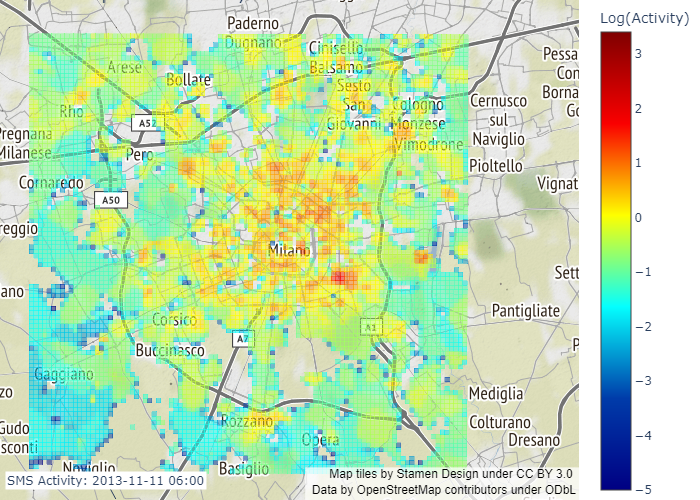 Log(Activity)
3
2
1
0
−1
−2
−3
−4
−5
Paderno
Dugnano
Cinisello
Balsamo
Arese
Bollate
Sesto
San
Giovanni
Cologno
Monzese
Vimodrone
Rho
A52
Pero
Pregnana
Milanese
Cornaredo
A50
reggio
Cernusco
sul
Naviglio
Pioltello
Pessa
Con
Borna
Go
Vignat
Milano
Sett
ano
Corsico
A7
A1
Pantigliate
Buccinasco
P
Gaggiano
zo
Mediglia
Rozzano
Colturano
Dresano
Gudo
sconti
Opera
Noviglio
Basiglio
SMS Activity: 2013-11-11 06:00
Map tiles by Stamen Design under CC BY 3.0
Data by OpenStreetMap contributors under ODbL